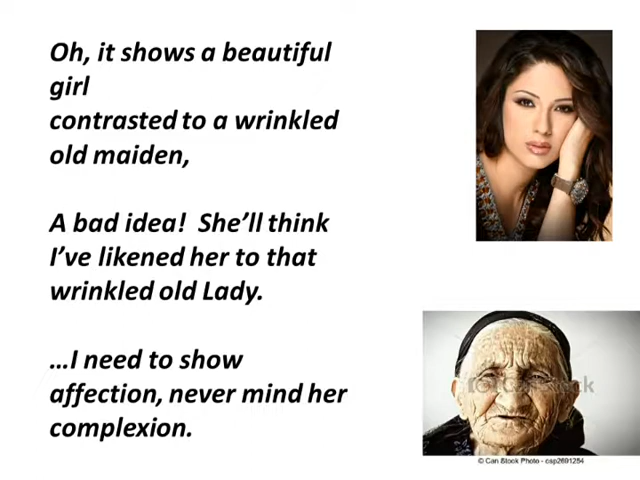 Oh, it shows a beautiful
girl
contrasted to a wrinkled
old maiden,
A bad idea!  She'll think
I've likened her to that
wrinkled old Lady.
…I need to show
affection, never mind her
complexion.
© Can Stock Photo - csp2691254